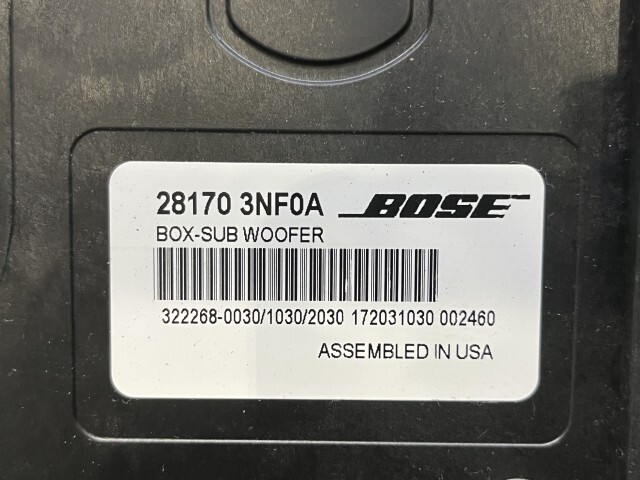 28170 3NF0A BOSE
BOX-SUB WOOFER
322268-0030/1030/2030 172031030 002460
ASSEMBLED IN USA